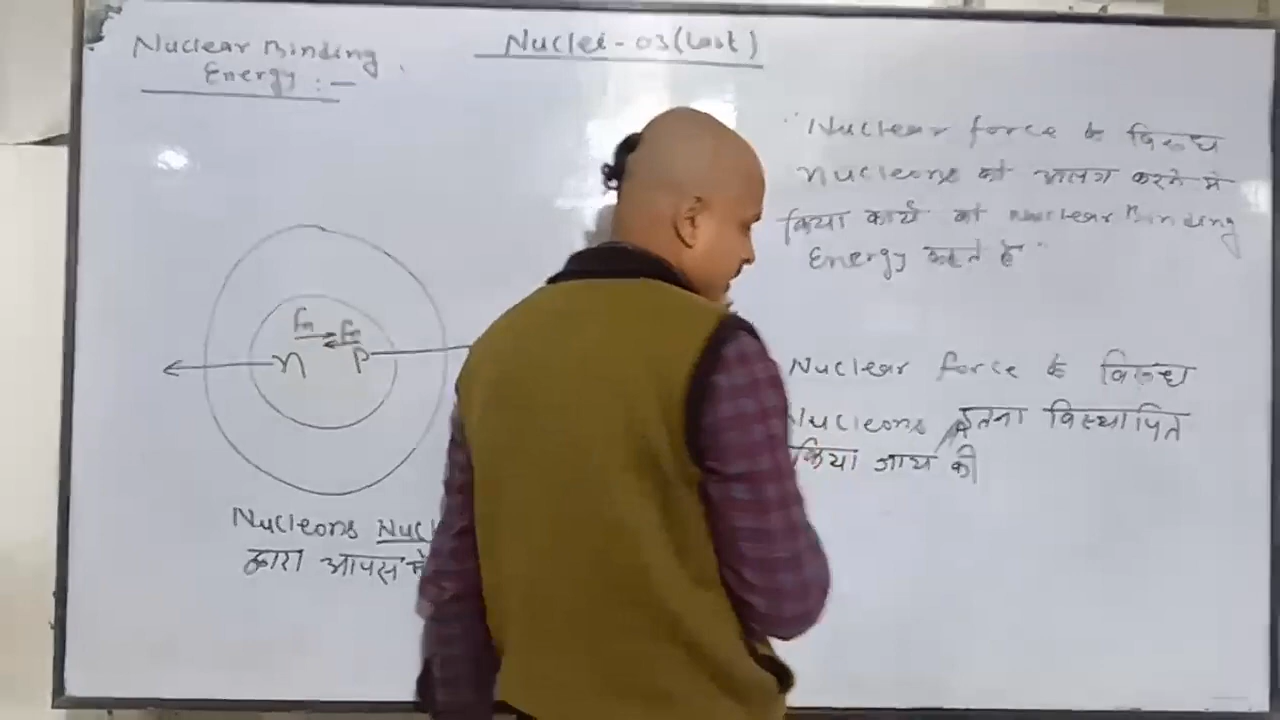 Nuclei-03(Last)
Nuclear Binding
Energy :-
Fn Fn
n P
Nucleons
द्वारा आपस में
"Nuclear force के विरुध
Nucleons को अलग करने मे
किया कार्य को Nuclear Binding
Energy कहते है"
Nuclear force के विरुध
Nucleons इतना विस्थापित
किया जाय की